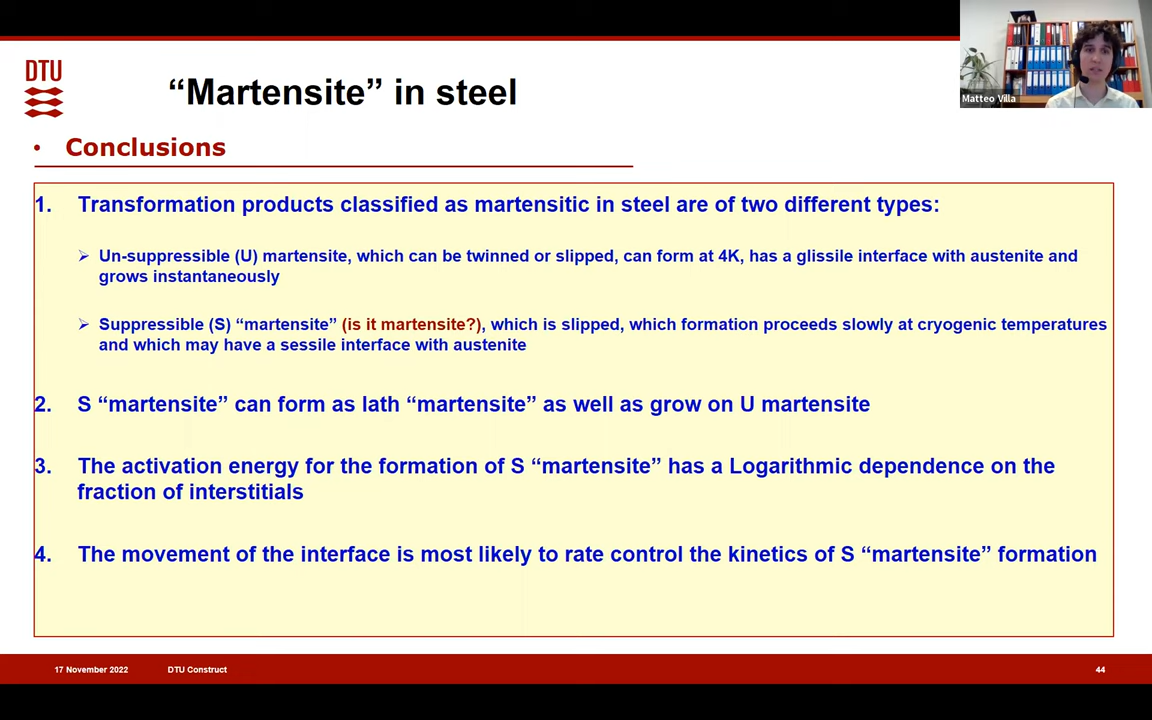 DTU
“Martensite” in steel
Matteo Villa
• Conclusions
1. Transformation products classified as martensitic in steel are of two different types:
➢ Un-suppressible (U) martensite, which can be twinned or slipped, can form at 4K, has a glissile interface with austenite and
grows instantaneously
➢ Suppressible (S) “martensite” (is it martensite?), which is slipped, which formation proceeds slowly at cryogenic temperatures
and which may have a sessile interface with austenite
2. S “martensite” can form as lath “martensite” as well as grow on U martensite
3. The activation energy for the formation of S “martensite” has a Logarithmic dependence on the
fraction of interstitials
4. The movement of the interface is most likely to rate control the kinetics of S “martensite” formation
17 November 2022 DTU Construct 44